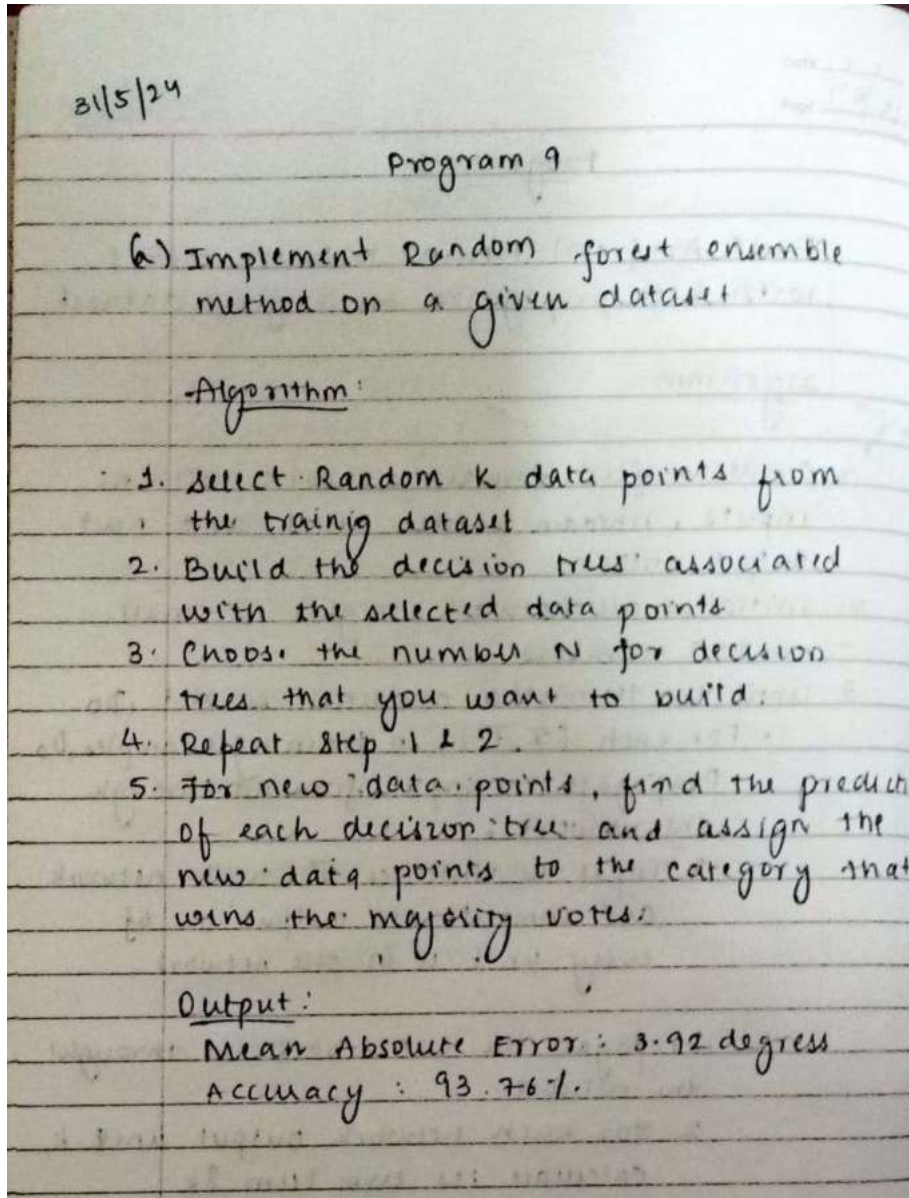 31/5/24
Program 9
(a) Implement Random forest ensemble
method on a given dataset.
Algorithm:
1. Select Random K data points from
the trainig dataset
2. Build the decision trees associated
with the selected data points
3. Choose the number N for decision
trees that you want to build.
4. Repeat Step 1 & 2.
5. For new data points, find the predictn
of each decision tree and assign the
new data points to the category that
wins the majority votes.
Output:
Mean Absolute Error: 3.92 degress
Accuracy : 93.76%.